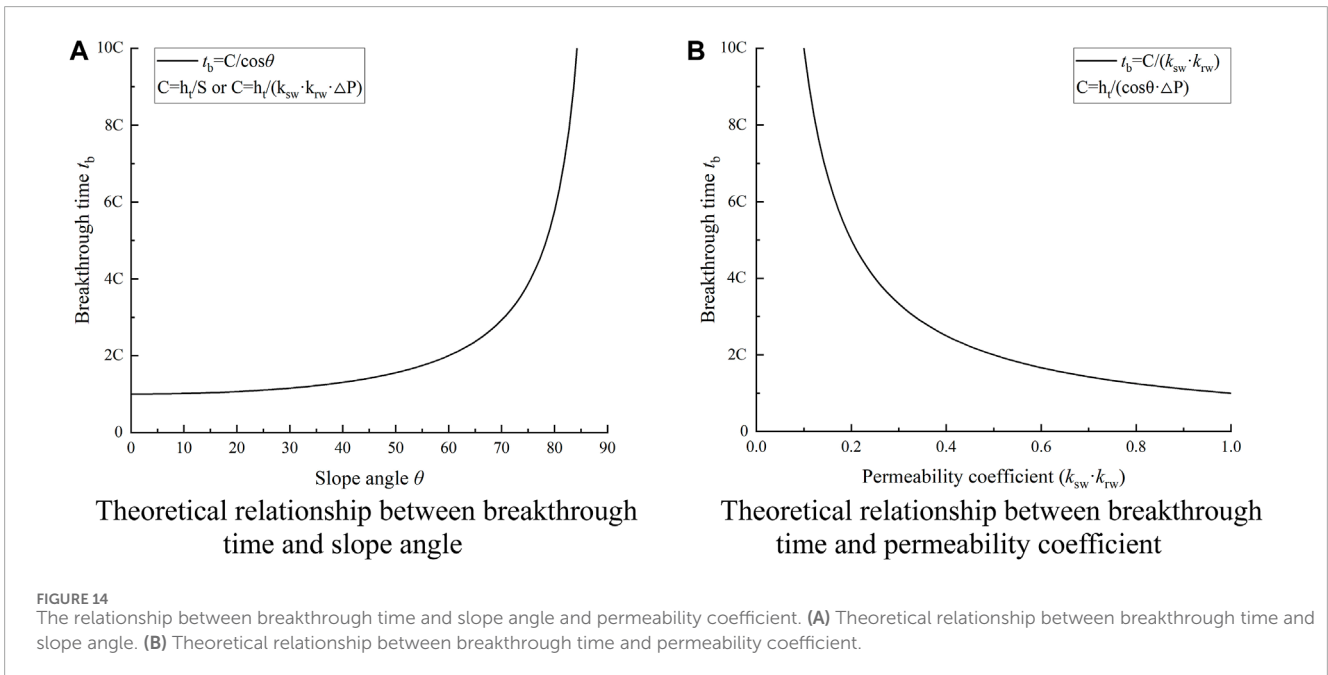 A
10C
8C
6C
4C
2C
0
Breakthrough time t_b
t_b=C/cosθ
C=h_t/S or C=h_t/(k_sw·k_rw·△P)
0 10 20 30 40 50 60 70 80 90
Slope angle θ
Theoretical relationship between breakthrough
time and slope angle
B
10C
8C
6C
4C
2C
0
Breakthrough time t_b
t_b=C/(k_sw·k_rw)
C=h_t/(cosθ·△P)
0.0 0.2 0.4 0.6 0.8 1.0
Permeability coefficient (k_sw·k_rw)
Theoretical relationship between breakthrough
time and permeability coefficient
FIGURE 14
The relationship between breakthrough time and slope angle and permeability coefficient. (A) Theoretical relationship between breakthrough time and
slope angle. (B) Theoretical relationship between breakthrough time and permeability coefficient.